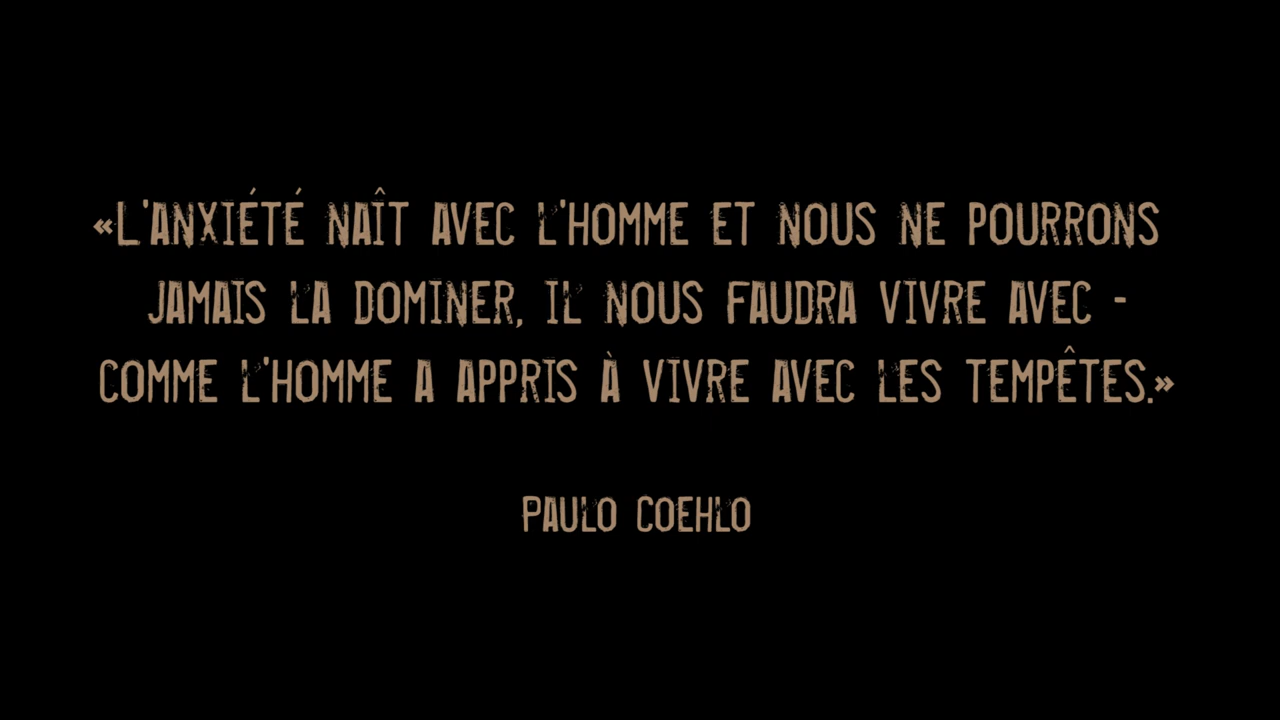 «L'ANXIÉTÉ NAÎT AVEC L'HOMME ET NOUS NE POURRONS
JAMAIS LA DOMINER, IL NOUS FAUDRA VIVRE AVEC -
COMME L'HOMME A APPRIS À VIVRE AVEC LES TEMPÊTES.»
PAULO COEHLO